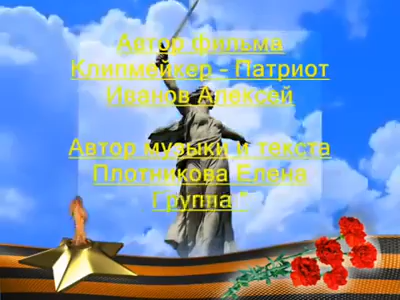 Автор фильма
Клипмейкер - Патриот
Иванов Алексей
Автор музыки и текста
Плотникова Елена
Группа "